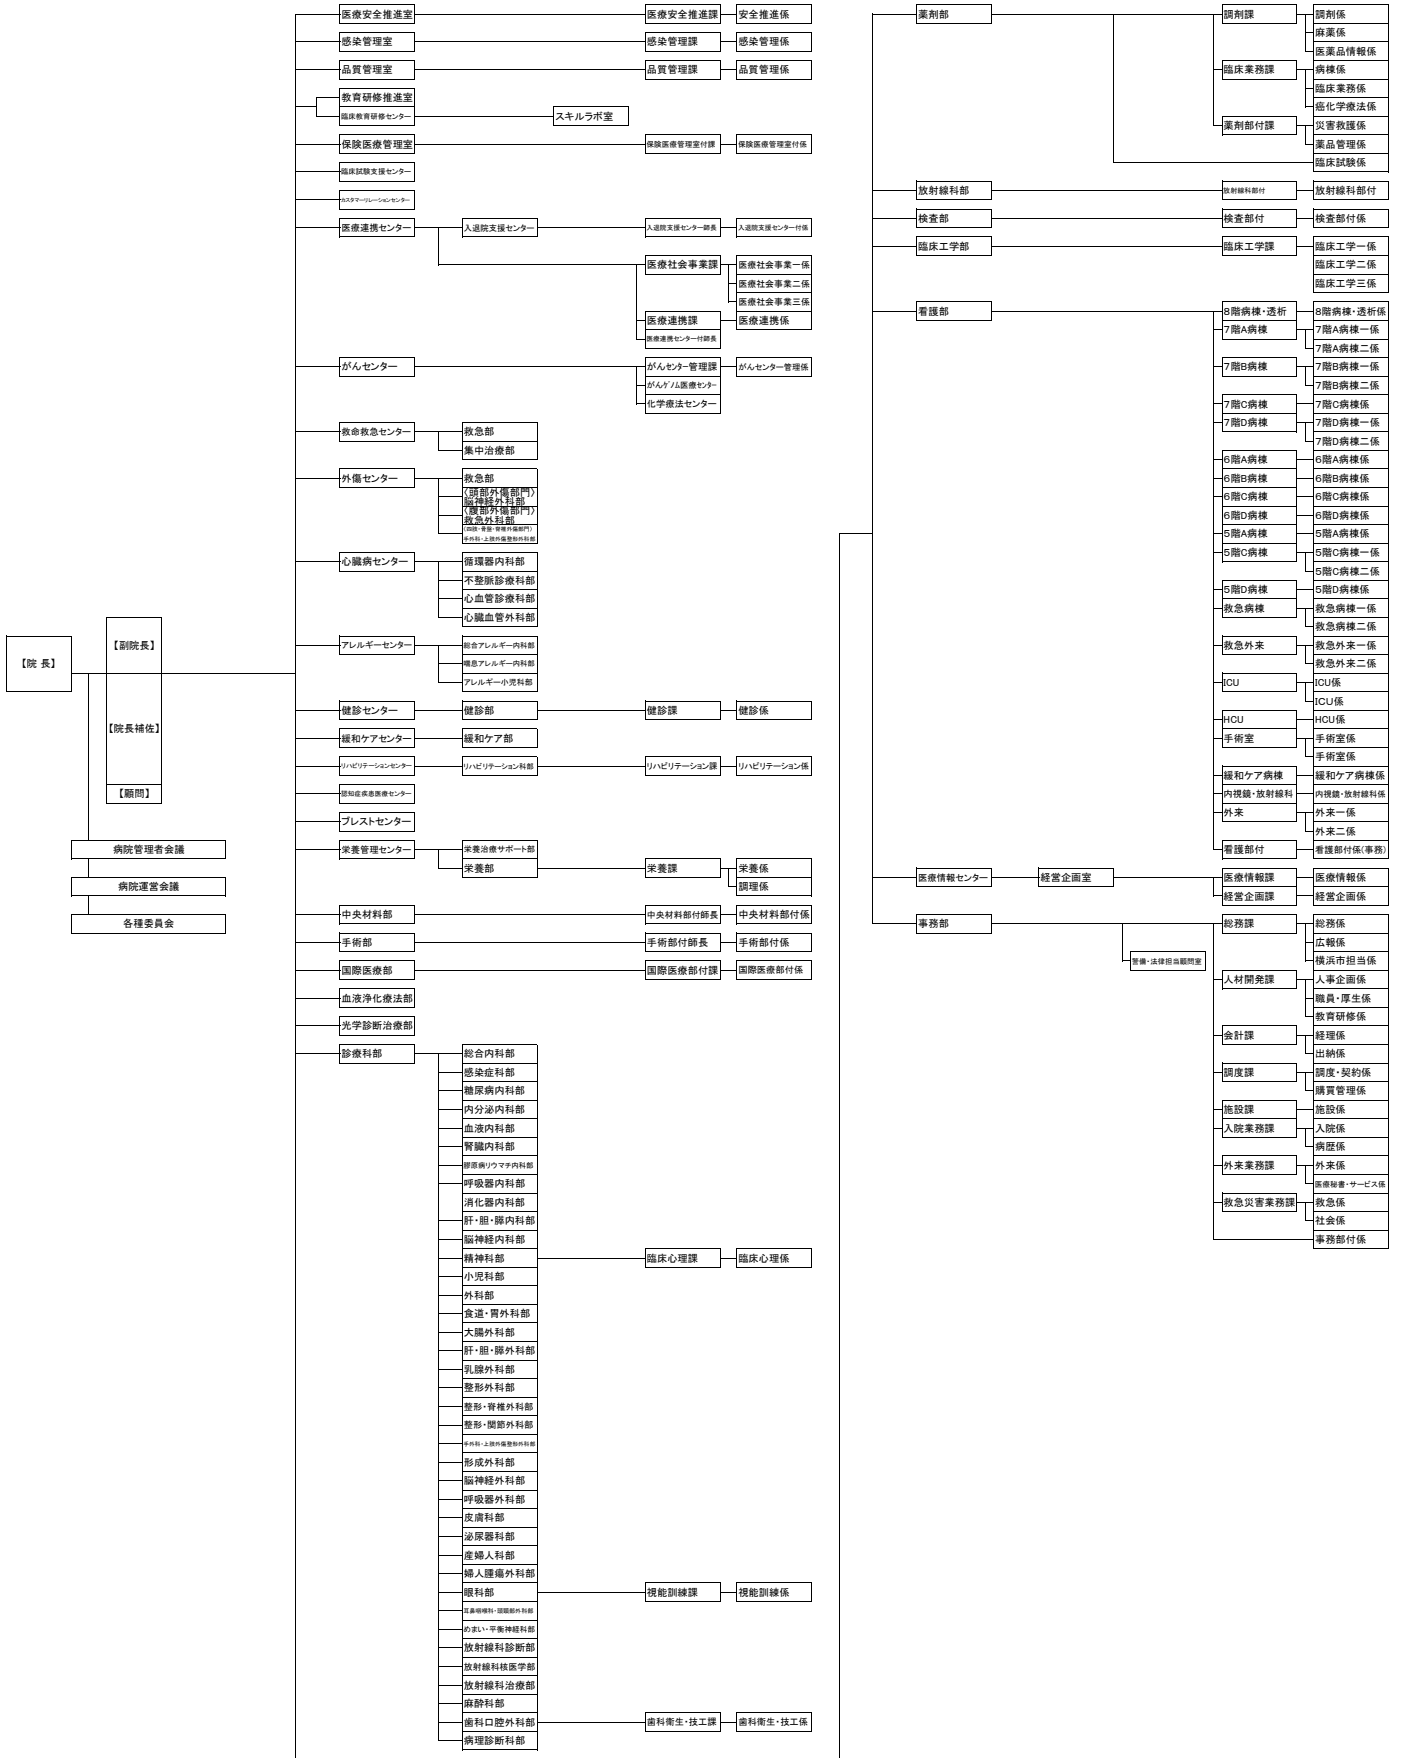 【院 長】
【副院長】
【院長補佐】
【顧問】
病院管理者会議
病院運営会議
各種委員会
医療安全推進室 医療安全推進課 安全推進係
感染管理室 感染管理課 感染管理係
品質管理室 品質管理課 品質管理係
教育研修推進室
臨床教育研修センター スキルラボ室
保険医療管理室 保険医療管理室付課 保険医療管理室付係
臨床試験支援センター
カスタマーリレーションセンター
医療連携センター 入退院支援センター 入退院支援センター師長 入退院支援センター付係
医療社会事業課 医療社会事業一係
医療社会事業二係
医療社会事業三係
医療連携課 医療連携係
医療連携センター付師長
がんセンター がんセンター管理課 がんセンター管理係
がんゲノム医療センター
化学療法センター
救命救急センター 救急部
集中治療部
外傷センター 救急部
〈頭部外傷部門〉
脳神経外科部
〈腹部外傷部門〉
救急外科部
〈四肢・骨盤・脊椎外傷部門〉
手外科・上肢外傷整形外科部
心臓病センター 循環器内科部
不整脈診療科部
心血管診療科部
心臓血管外科部
アレルギーセンター 総合アレルギー内科部
喘息アレルギー内科部
アレルギー小児科部
健診センター 健診部 健診課 健診係
緩和ケアセンター 緩和ケア部
リハビリテーションセンター リハビリテーション科部 リハビリテーション課 リハビリテーション係
認知症疾患医療センター
ブレストセンター
栄養管理センター 栄養治療サポート部
栄養部 栄養課 栄養係
調理係
中央材料部 中央材料部付師長 中央材料部付係
手術部 手術部付師長 手術部付係
国際医療部 国際医療部付課 国際医療部付係
血液浄化療法部
光学診断治療部
診療科部 総合内科部
感染症科部
糖尿病内科部
内分泌内科部
血液内科部
腎臓内科部
膠原病リウマチ内科部
呼吸器内科部
消化器内科部
肝・胆・膵内科部
脳神経内科部
精神科部 臨床心理課 臨床心理係
小児科部
外科部
食道・胃外科部
大腸外科部
肝・胆・膵外科部
乳腺外科部
整形外科部
整形・脊椎外科部
整形・関節外科部
手外科・上肢外傷整形外科部
形成外科部
脳神経外科部
呼吸器外科部
皮膚科部
泌尿器科部
産婦人科部
婦人腫瘍外科部
眼科部 視能訓練課 視能訓練係
耳鼻咽喉科・頭頸部外科部
めまい・平衡神経科部
放射線科診断部
放射線科核医学部
放射線科治療部
麻酔科部
歯科口腔外科部 歯科衛生・技工課 歯科衛生・技工係
病理診断科部
薬剤部 調剤課 調剤係
麻薬係
医薬品情報係
臨床業務課 病棟係
臨床業務係
癌化学療法係
薬剤部付課 災害救護係
薬品管理係
臨床試験係
放射線科部 放射線科部付 放射線科部付
検査部 検査部付 検査部付係
臨床工学部 臨床工学課 臨床工学一係
臨床工学二係
臨床工学三係
看護部 8階病棟・透析 8階病棟・透析係
7階A病棟 7階A病棟一係
7階A病棟二係
7階B病棟 7階B病棟一係
7階B病棟二係
7階C病棟 7階C病棟係
7階D病棟 7階D病棟一係
7階D病棟二係
6階A病棟 6階A病棟係
6階B病棟 6階B病棟係
6階C病棟 6階C病棟係
6階D病棟 6階D病棟係
5階A病棟 5階A病棟係
5階C病棟 5階C病棟一係
5階C病棟二係
5階D病棟 5階D病棟係
救急病棟 救急病棟一係
救急病棟二係
救急外来 救急外来一係
救急外来二係
ICU ICU係
ICU係
HCU HCU係
手術室 手術室係
手術室係
緩和ケア病棟 緩和ケア病棟係
内視鏡・放射線科 内視鏡・放射線科係
外来 外来一係
外来二係
看護部付 看護部付係(事務)
医療情報センター 経営企画室 医療情報課 医療情報係
経営企画課 経営企画係
事務部 総務課 総務係
広報係
警備・法律担当顧問室 横浜市担当係
人材開発課 人事企画係
職員・厚生係
教育研修係
会計課 経理係
出納係
調度課 調度・契約係
購買管理係
施設課 施設係
入院業務課 入院係
病歴係
外来業務課 外来係
医療秘書・サービス係
救急災害業務課 救急係
社会係
事務部付係